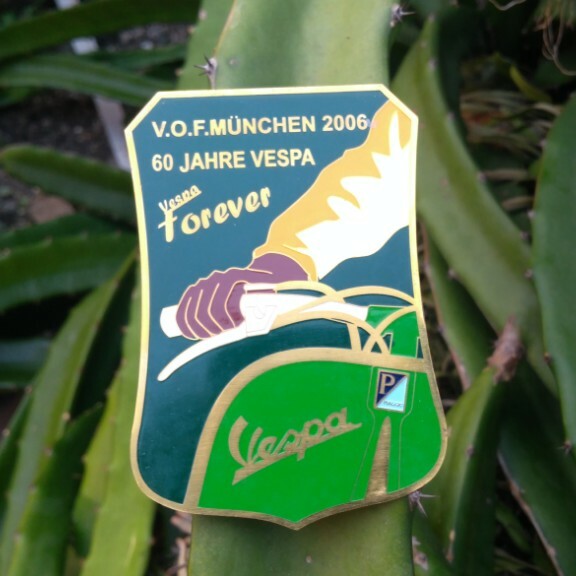 V.O.F.MÜNCHEN 2006
60 JAHRE VESPA
Vespa
Forever
P
Vespa